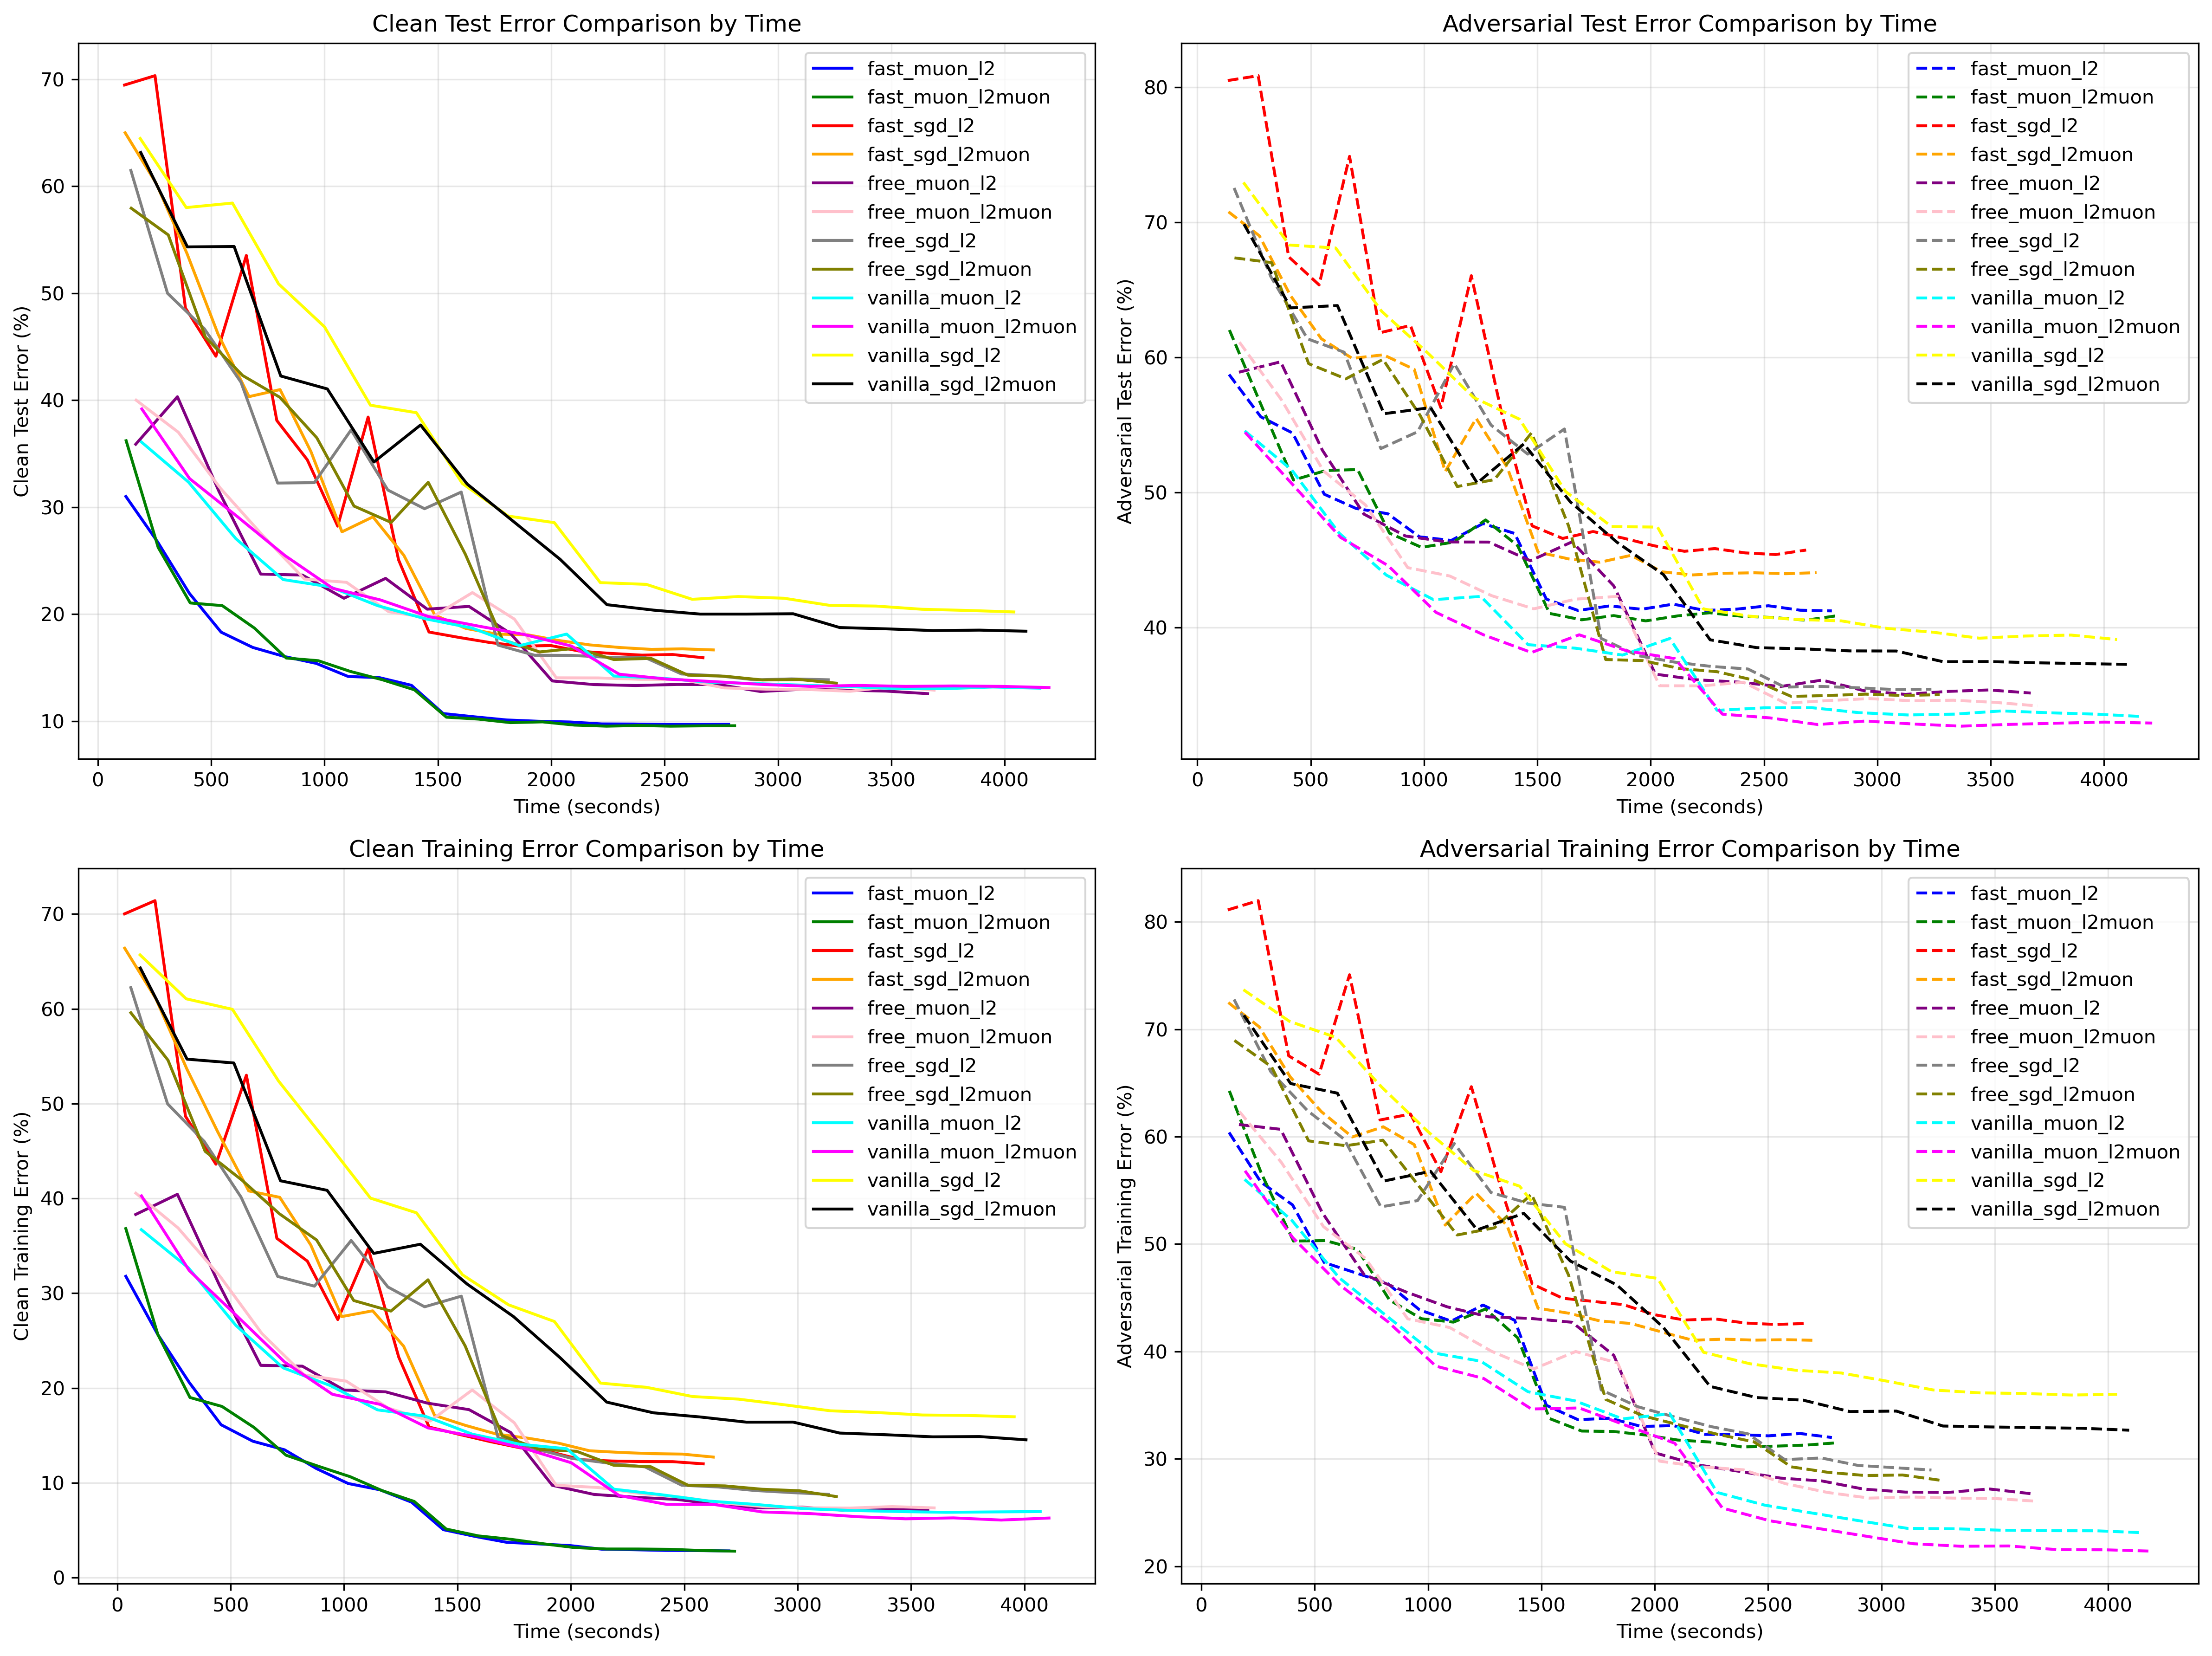 Clean Test Error Comparison by Time
Clean Test Error (%)
70
60
50
40
30
20
10
0
500
1000
1500
2000
2500
3000
3500
4000
Time (seconds)
fast_muon_l2
fast_muon_l2muon
fast_sgd_l2
fast_sgd_l2muon
free_muon_l2
free_muon_l2muon
free_sgd_l2
free_sgd_l2muon
vanilla_muon_l2
vanilla_muon_l2muon
vanilla_sgd_l2
vanilla_sgd_l2muon
Adversarial Test Error Comparison by Time
Adversarial Test Error (%)
80
70
60
50
40
0
500
1000
1500
2000
2500
3000
3500
4000
Time (seconds)
fast_muon_l2
fast_muon_l2muon
fast_sgd_l2
fast_sgd_l2muon
free_muon_l2
free_muon_l2muon
free_sgd_l2
free_sgd_l2muon
vanilla_muon_l2
vanilla_muon_l2muon
vanilla_sgd_l2
vanilla_sgd_l2muon
Clean Training Error Comparison by Time
Clean Training Error (%)
70
60
50
40
30
20
10
0
0
500
1000
1500
2000
2500
3000
3500
4000
Time (seconds)
fast_muon_l2
fast_muon_l2muon
fast_sgd_l2
fast_sgd_l2muon
free_muon_l2
free_muon_l2muon
free_sgd_l2
free_sgd_l2muon
vanilla_muon_l2
vanilla_muon_l2muon
vanilla_sgd_l2
vanilla_sgd_l2muon
Adversarial Training Error Comparison by Time
Adversarial Training Error (%)
80
70
60
50
40
30
20
0
500
1000
1500
2000
2500
3000
3500
4000
Time (seconds)
fast_muon_l2
fast_muon_l2muon
fast_sgd_l2
fast_sgd_l2muon
free_muon_l2
free_muon_l2muon
free_sgd_l2
free_sgd_l2muon
vanilla_muon_l2
vanilla_muon_l2muon
vanilla_sgd_l2
vanilla_sgd_l2muon